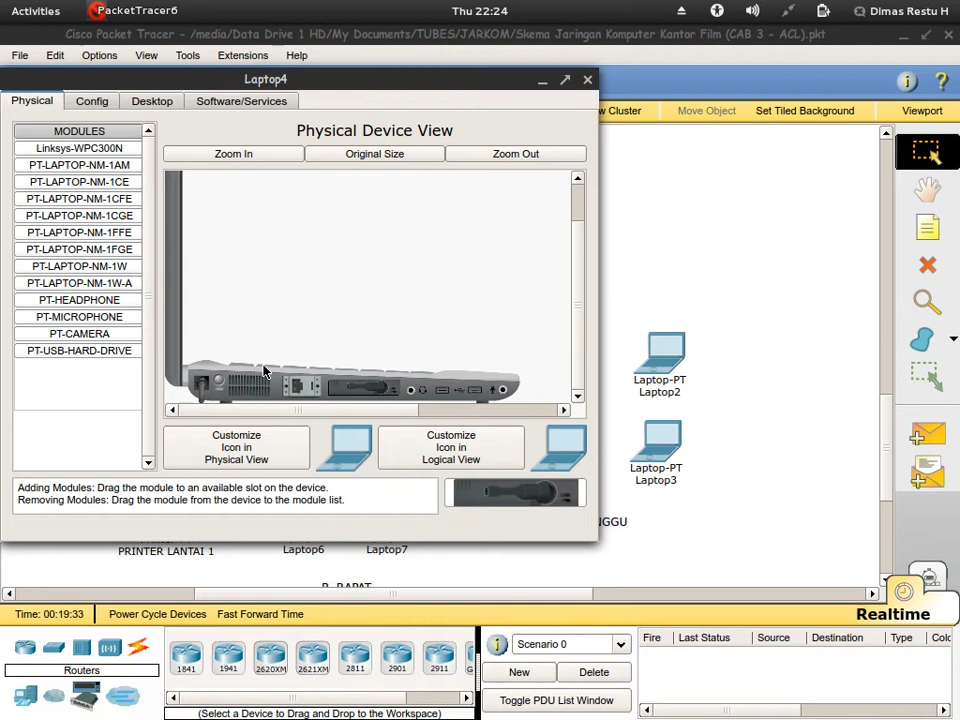 Activities
PacketTracer6
Thu 22:24
Dimas Restu H
Cisco Packet Tracer - /media/Data Drive 1 HD/My Documents/TUBES/JARKOM/Skema Jaringan Komputer Kantor Film (CAB 3 - ACL).pkt
File Edit Options View Tools Extensions Help
Laptop4
w Cluster
Move Object
Set Tiled Background
Viewport
Physical
Config
Desktop
Software/Services
MODULES
Linksys-WPC300N
PT-LAPTOP-NM-1AM
PT-LAPTOP-NM-1CE
PT-LAPTOP-NM-1CFE
PT-LAPTOP-NM-1CGE
PT-LAPTOP-NM-1FFE
PT-LAPTOP-NM-1FGE
PT-LAPTOP-NM-1W
PT-LAPTOP-NM-1W-A
PT-HEADPHONE
PT-MICROPHONE
PT-CAMERA
PT-USB-HARD-DRIVE
Physical Device View
Zoom In
Original Size
Zoom Out
Customize
Icon in
Physical View
Customize
Icon in
Logical View
Adding Modules: Drag the module to an available slot on the device.
Removing Modules: Drag the module from the device to the module list.
Laptop-PT
Laptop2
Laptop-PT
Laptop3
NGGU
PRINTER LANTAI 1
Laptop6
Laptop7
Time: 00:19:33
Power Cycle Devices
Fast Forward Time
Realtime
Routers
1841
1941
2620XM
2621XM
2811
2901
2911
(Select a Device to Drag and Drop to the Workspace)
Scenario 0
New
Delete
Toggle PDU List Window
Fire
Last Status
Source
Destination
Type